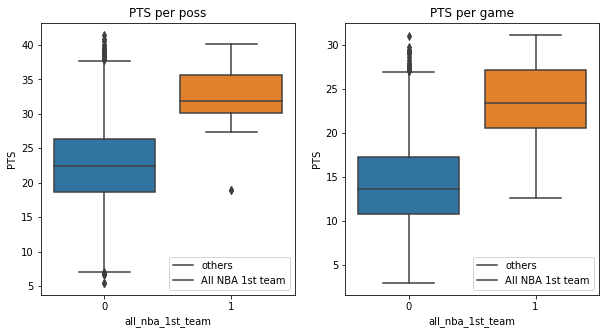 PTS per poss
PTS
40
35
30
25
20
15
10
5
0
1
all_nba_1st_team
others
All NBA 1st team
PTS per game
PTS
30
25
20
15
10
5
0
1
all_nba_1st_team
others
All NBA 1st team